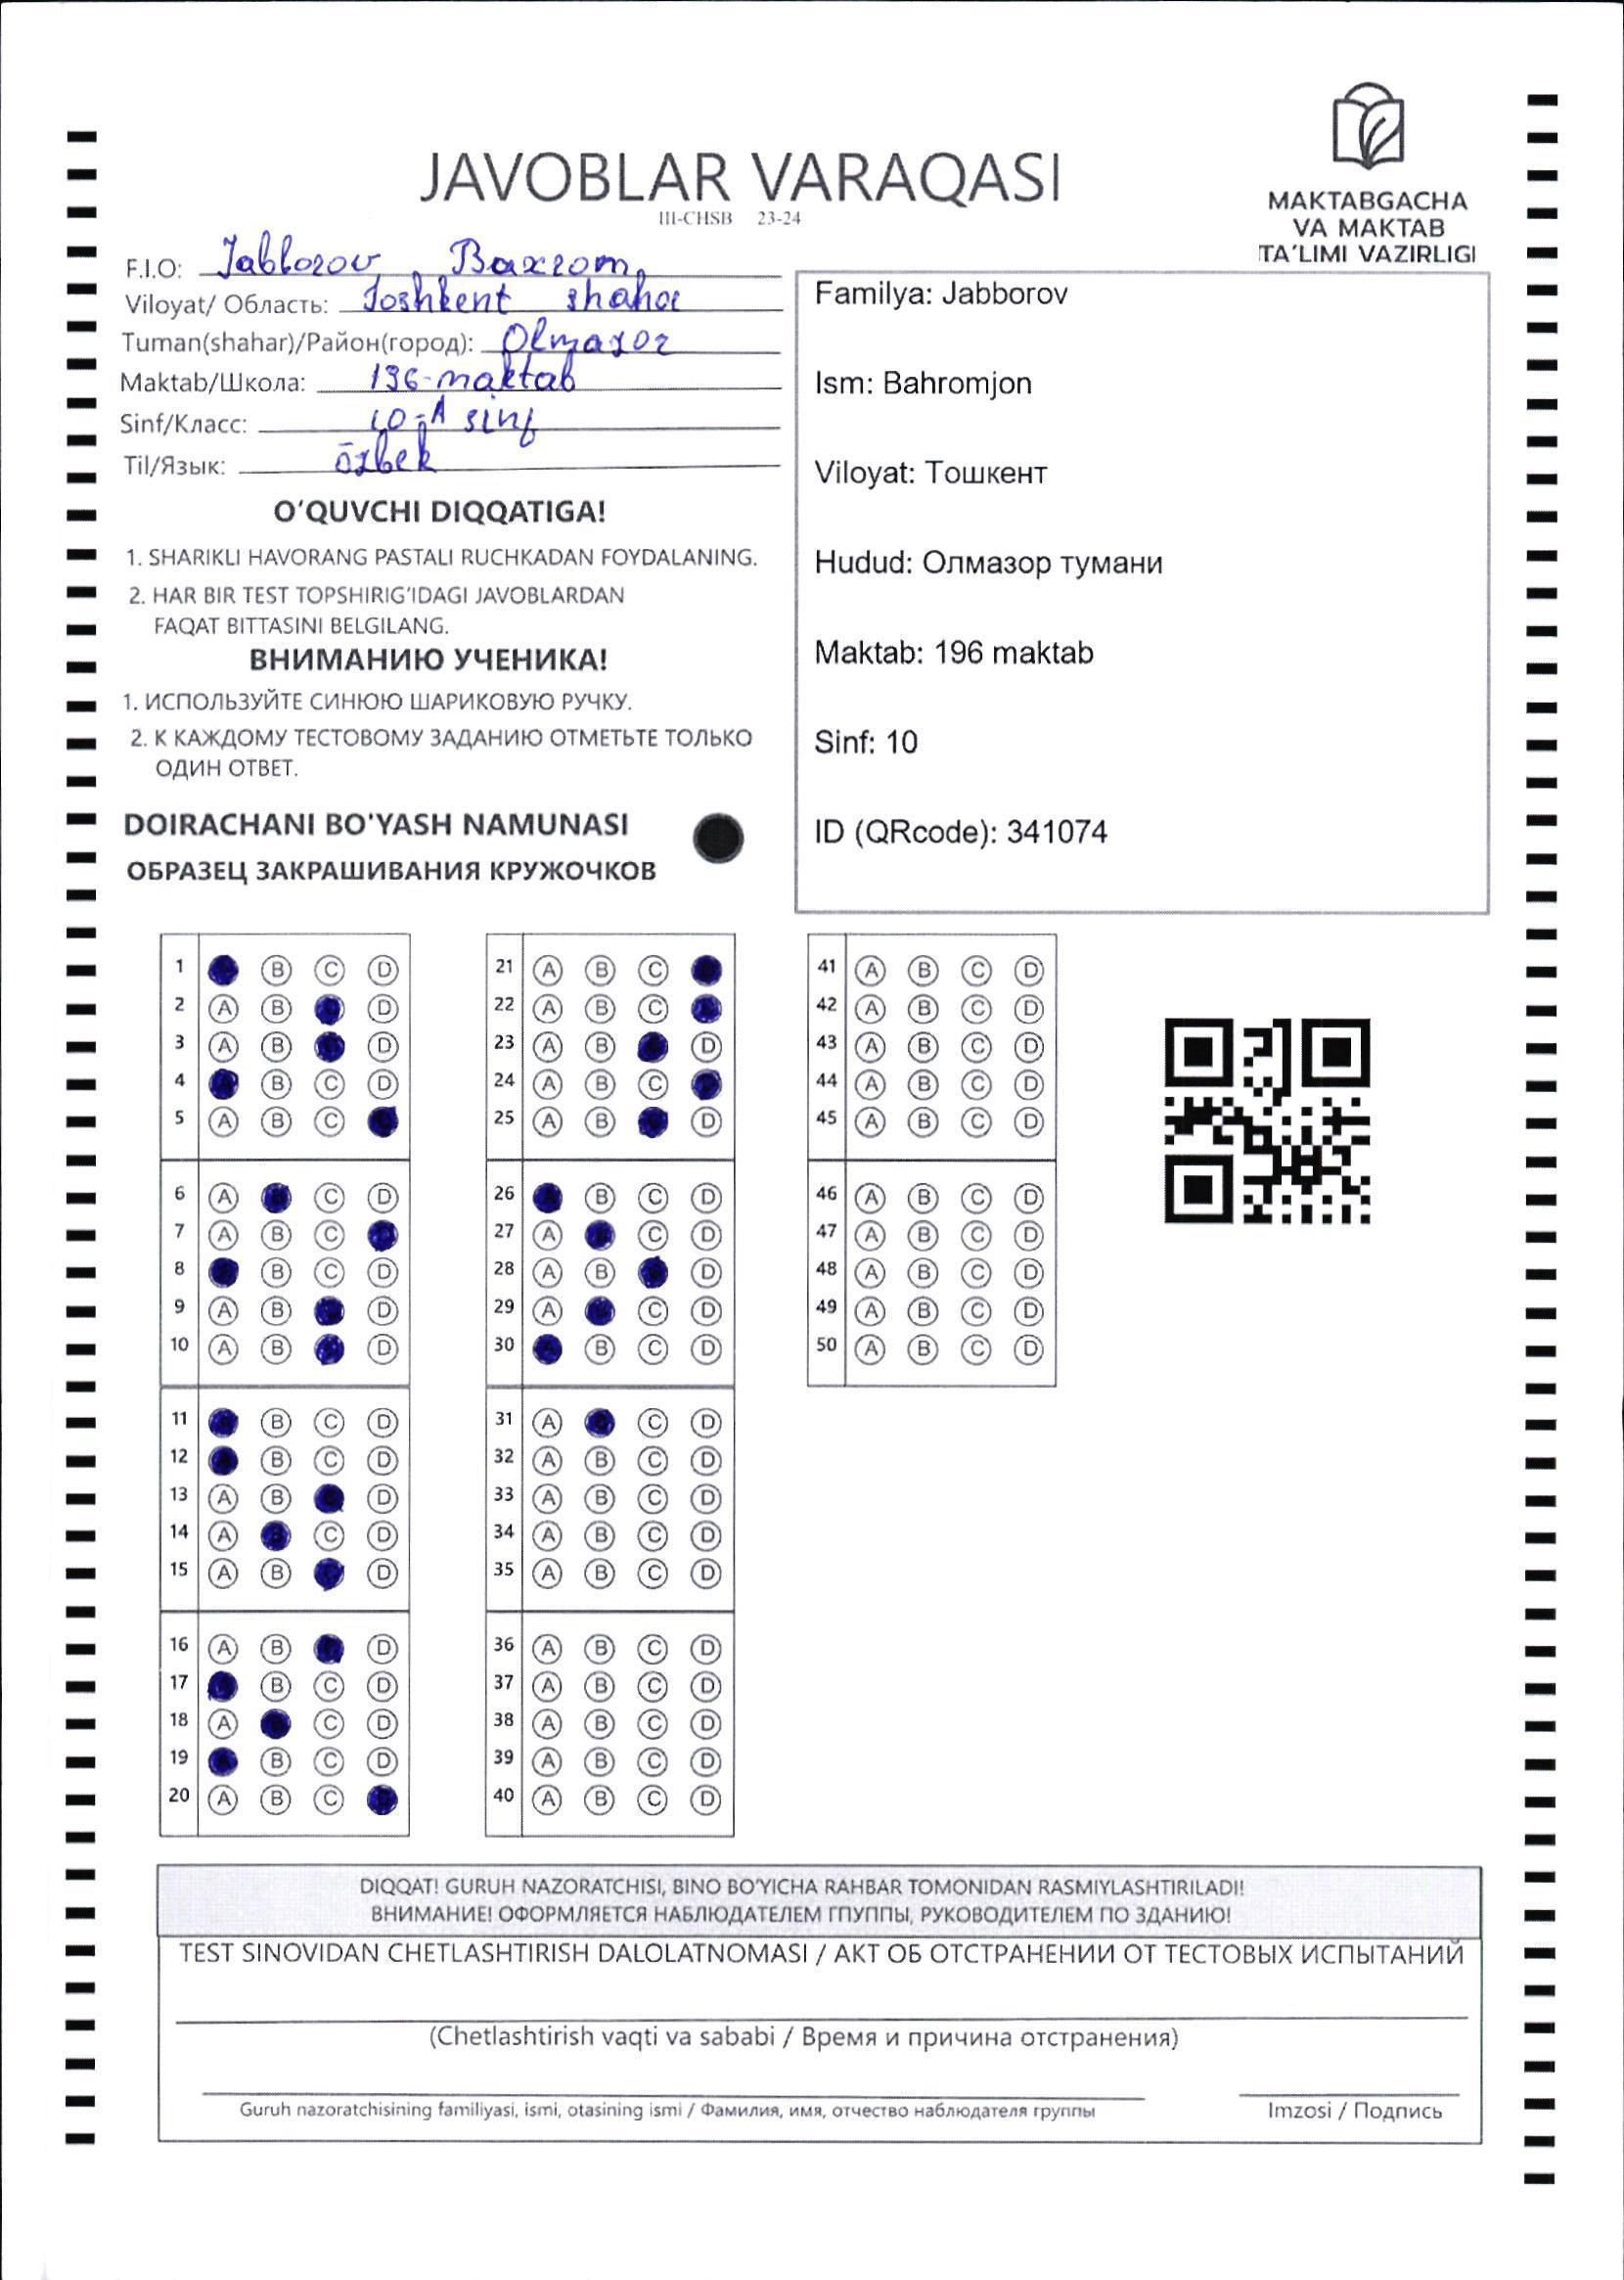 JAVOBLAR VARAQASI
III-CHSB 23-24
MAKTABGACHA
VA MAKTAB
TA'LIMI VAZIRLIGI
F.I.O: Jabborov Baxrom
Viloyat/ Область: Toshkent shahar
Tuman(shahar)/Район(город): Olmazor
Maktab/Школа: 196-maktab
Sinf/Класс: 10-A sinf
Til/Язык: õzbek
O'QUVCHI DIQQATIGA!
1. SHARIKLI HAVORANG PASTALI RUCHKADAN FOYDALANING.
2. HAR BIR TEST TOPSHIRIG'IDAGI JAVOBLARDAN
FAQAT BITTASINI BELGILANG.
ВНИМАНИЮ УЧЕНИКА!
1. ИСПОЛЬЗУЙТЕ СИНЮЮ ШАРИКОВУЮ РУЧКУ.
2. К КАЖДОМУ ТЕСТОВОМУ ЗАДАНИЮ ОТМЕТЬТЕ ТОЛЬКО
ОДИН ОТВЕТ.
DOIRACHANI BO'YASH NAMUNASI
ОБРАЗЕЦ ЗАКРАШИВАНИЯ КРУЖОЧКОВ
Familya: Jabborov
Ism: Bahromjon
Viloyat: Тошкент
Hudud: Олмазор тумани
Maktab: 196 maktab
Sinf: 10
ID (QRcode): 341074
1 B C D
2 A B D
3 A B D
4 A B C D
5 A B C
6 A C D
7 A B C
8 B C D
9 A B D
10 A B D
11 B C D
12 A B C D
13 A B D
14 A C D
15 A B D
16 A B D
17 B C D
18 A C D
19 B C D
20 A B C
21 A B C
22 A B C
23 A B D
24 A B C
25 A B D
26 B C D
27 A C D
28 A B D
29 A C D
30 B C D
31 A C D
32 A B C D
33 A B C D
34 A B C D
35 A B C D
36 A B C D
37 A B C D
38 A B C D
39 A B C D
40 A B C D
41 A B C D
42 A B C D
43 A B C D
44 A B C D
45 A B C D
46 A B C D
47 A B C D
48 A B C D
49 A B C D
50 A B C D
DIQQAT! GURUH NAZORATCHISI, BINO BO'YICHA RAHBAR TOMONIDAN RASMIYLASHTIRILADI!
ВНИМАНИЕ! ОФОРМЛЯЕТСЯ НАБЛЮДАТЕЛЕМ ГПУППЫ, РУКОВОДИТЕЛЕМ ПО ЗДАНИЮ!
TEST SINOVIDAN CHETLASHTIRISH DALOLATNOMASI / АКТ ОБ ОТСТРАНЕНИИ ОТ ТЕСТОВЫХ ИСПЫТАНИЙ
(Chetlashtirish vaqti va sababi / Время и причина отстранения)
Guruh nazoratchisining familiyasi, ismi, otasining ismi / Фамилия, имя, отчество наблюдателя группы
Imzosi / Подпись